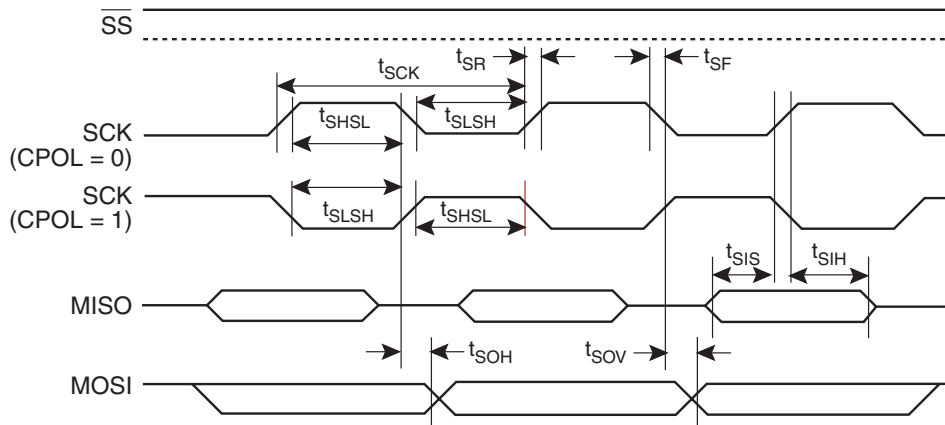 SS
tSR
tSF
tSCK
tSHSL
tSLSH
SCK
(CPOL = 0)
SCK
(CPOL = 1)
tSLSH
tSHSL
tSIS
tSIH
MISO
tSOH
tSOV
MOSI